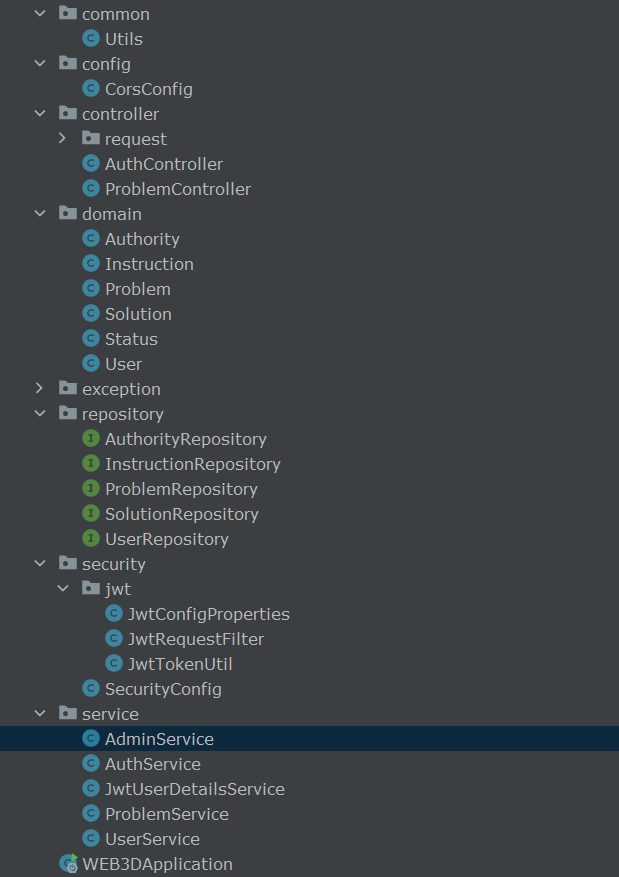 common
Utils
config
CorsConfig
controller
request
AuthController
ProblemController
domain
Authority
Instruction
Problem
Solution
Status
User
exception
repository
AuthorityRepository
InstructionRepository
ProblemRepository
SolutionRepository
UserRepository
security
jwt
JwtConfigProperties
JwtRequestFilter
JwtTokenUtil
SecurityConfig
service
AdminService
AuthService
JwtUserDetailsService
ProblemService
UserService
WEB3DApplication